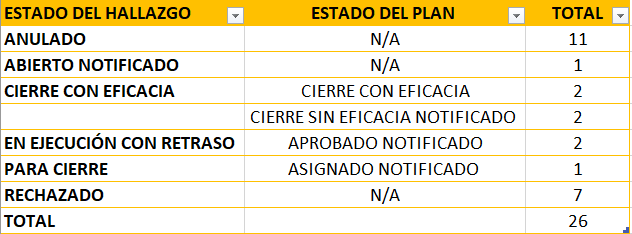 ESTADO DEL HALLAZGO ESTADO DEL PLAN TOTAL
ANULADO N/A 11
ABIERTO NOTIFICADO N/A 1
CIERRE CON EFICACIA CIERRE CON EFICACIA 2
CIERRE SIN EFICACIA NOTIFICADO 2
EN EJECUCIÓN CON RETRASO APROBADO NOTIFICADO 2
PARA CIERRE ASIGNADO NOTIFICADO 1
RECHAZADO N/A 7
TOTAL 26